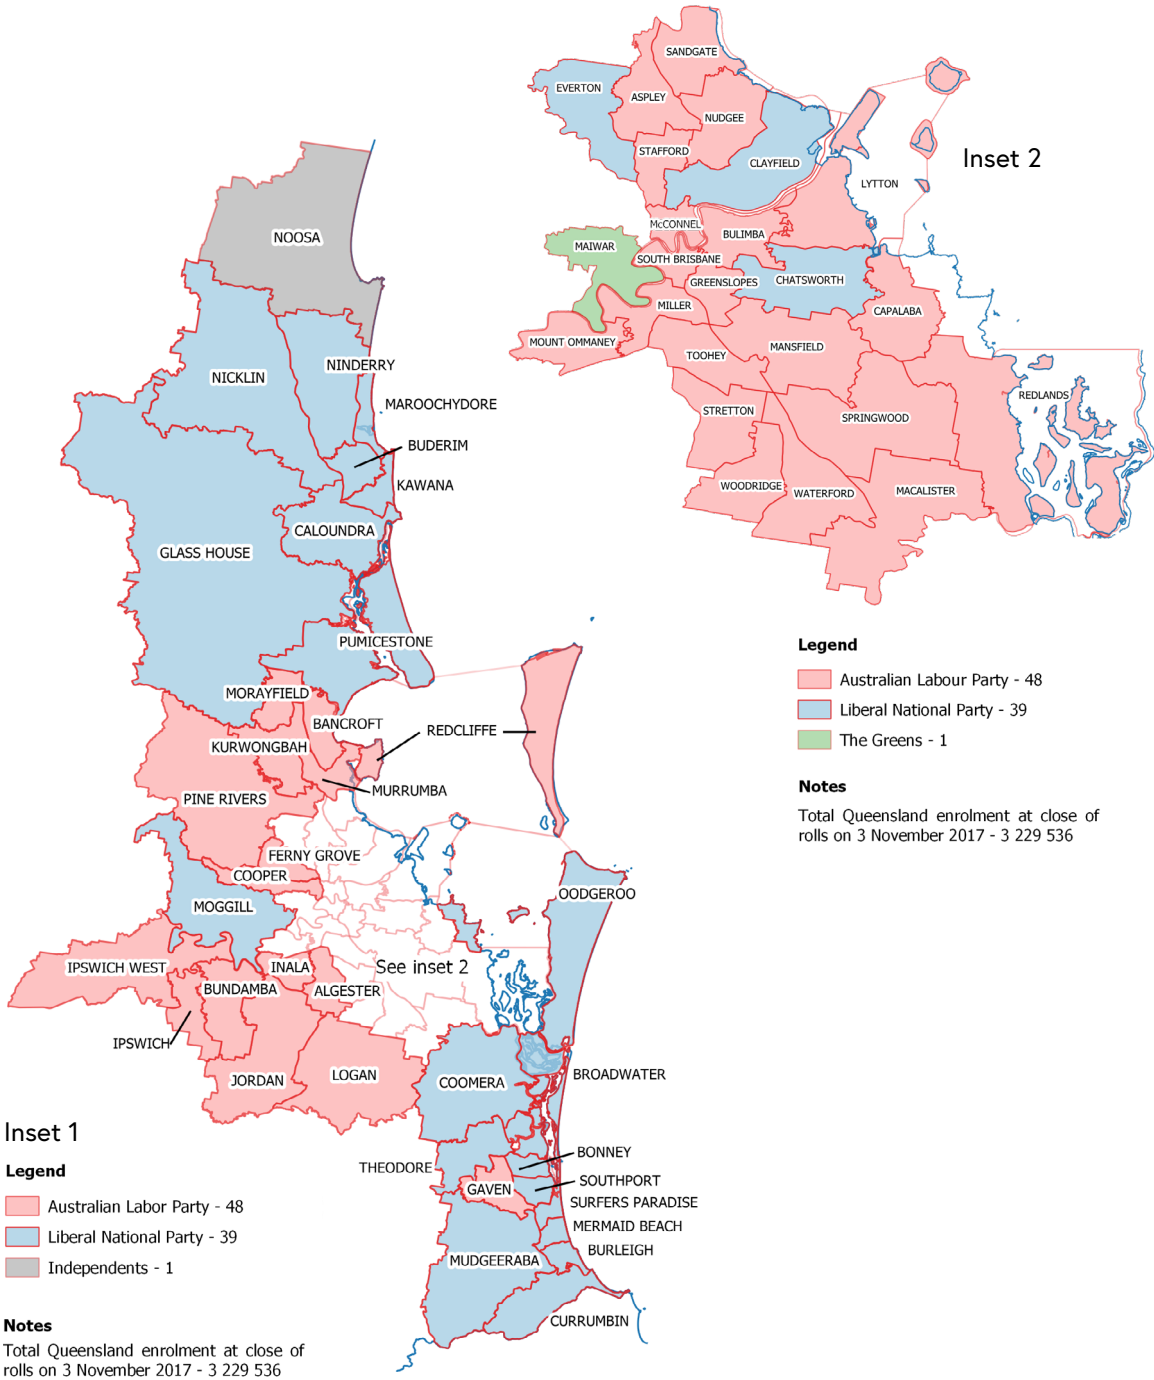 SANDGATE
EVERTON
ASPLEY
NUDGEE
STAFFORD
CLAYFIELD
Inset 2
LYTTON
McCONNEL
BULIMBA
MAIWAR
SOUTH BRISBANE
GREENSLOPES
CHATSWORTH
MILLER
CAPALABA
MOUNT OMMANEY
TOOHEY
MANSFIELD
REDLANDS
STRETTON
SPRINGWOOD
WOODRIDGE
WATERFORD
MACALISTER
Legend
Australian Labour Party - 48
Liberal National Party - 39
The Greens - 1
Notes
Total Queensland enrolment at close of
rolls on 3 November 2017 - 3 229 536
NOOSA
NINDERRY
NICKLIN
MAROOCHYDORE
BUDERIM
KAWANA
CALOUNDRA
GLASS HOUSE
PUMICESTONE
MORAYFIELD
BANCROFT
REDCLIFFE
KURWONGBAH
MURRUMBA
PINE RIVERS
FERNY GROVE
COOPER
OODGEROO
MOGGILL
IPSWICH WEST
INALA
See inset 2
BUNDAMBA
ALGESTER
IPSWICH
JORDAN
LOGAN
COOMERA
BROADWATER
THEODORE
BONNEY
GAVEN
SOUTHPORT
SURFERS PARADISE
MERMAID BEACH
BURLEIGH
MUDGEERABA
CURRUMBIN
Inset 1
Legend
Australian Labor Party - 48
Liberal National Party - 39
Independents - 1
Notes
Total Queensland enrolment at close of
rolls on 3 November 2017 - 3 229 536